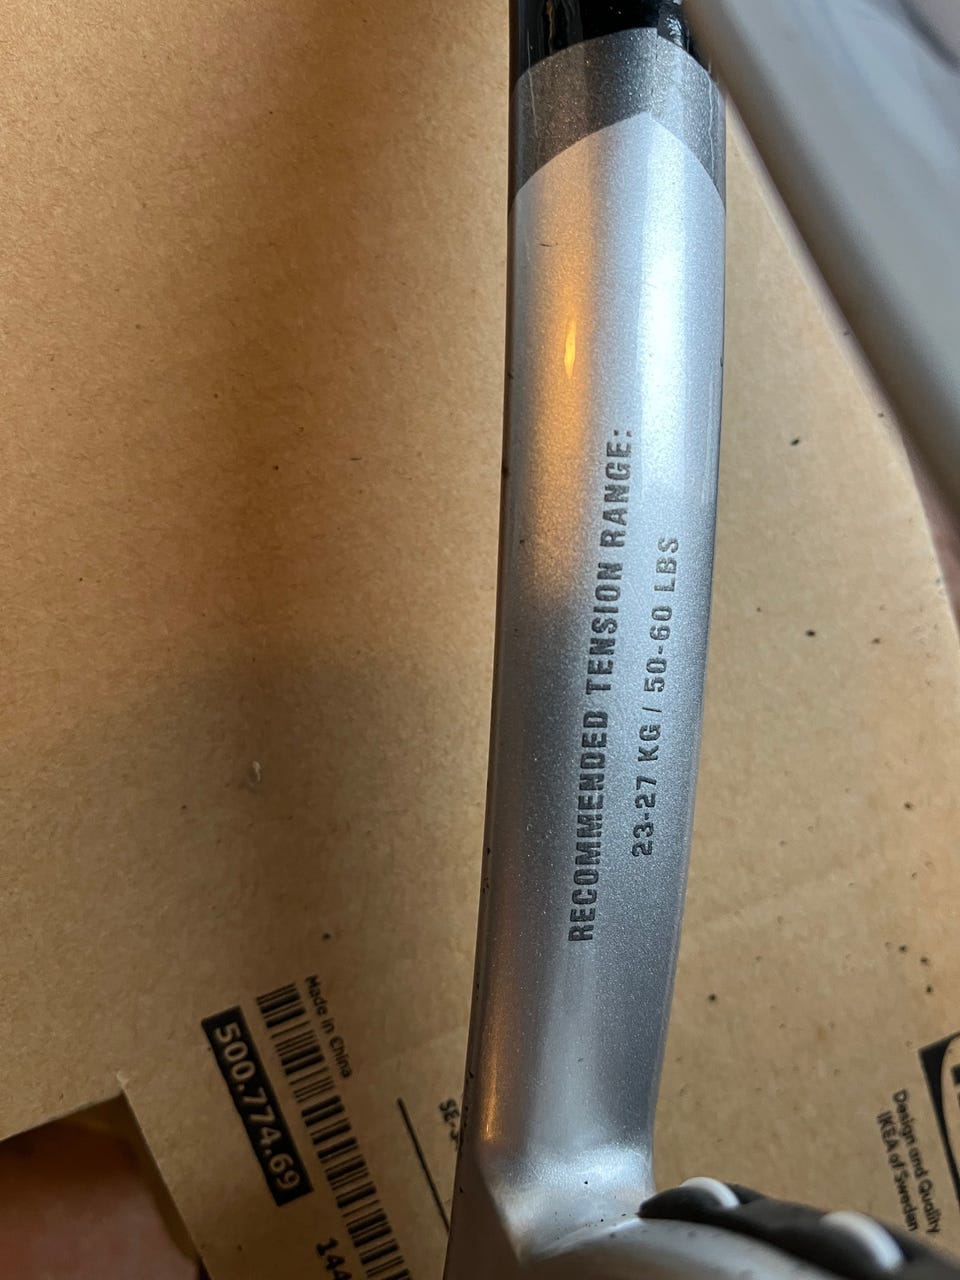 RECOMMENDED TENSION RANGE:
23-27 KG / 50-60 LBS
Made in China
500.774.69
Design and Quality
IKEA of Sweden